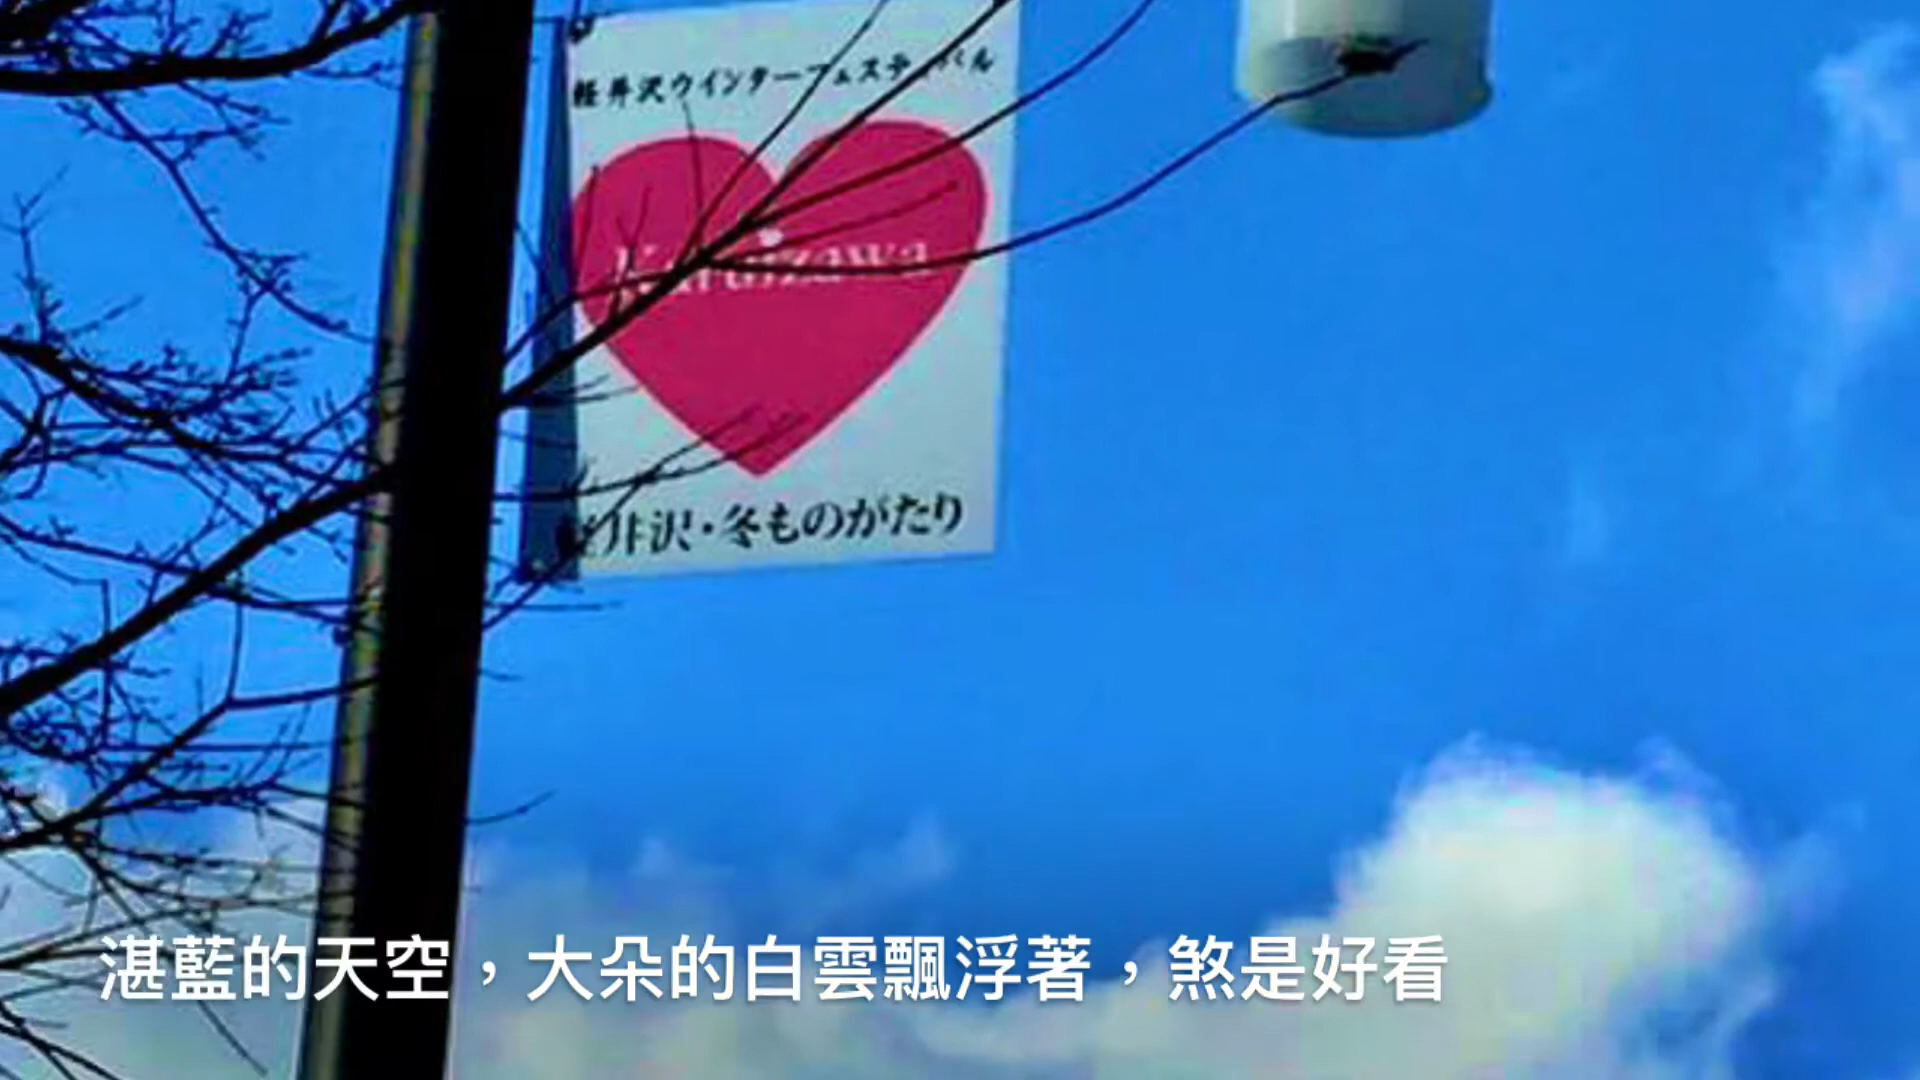 軽井沢ウインターフェスティバル
Karuizawa
軽井沢・冬ものがたり
湛藍的天空，大朵的白雲飄浮著，煞是好看